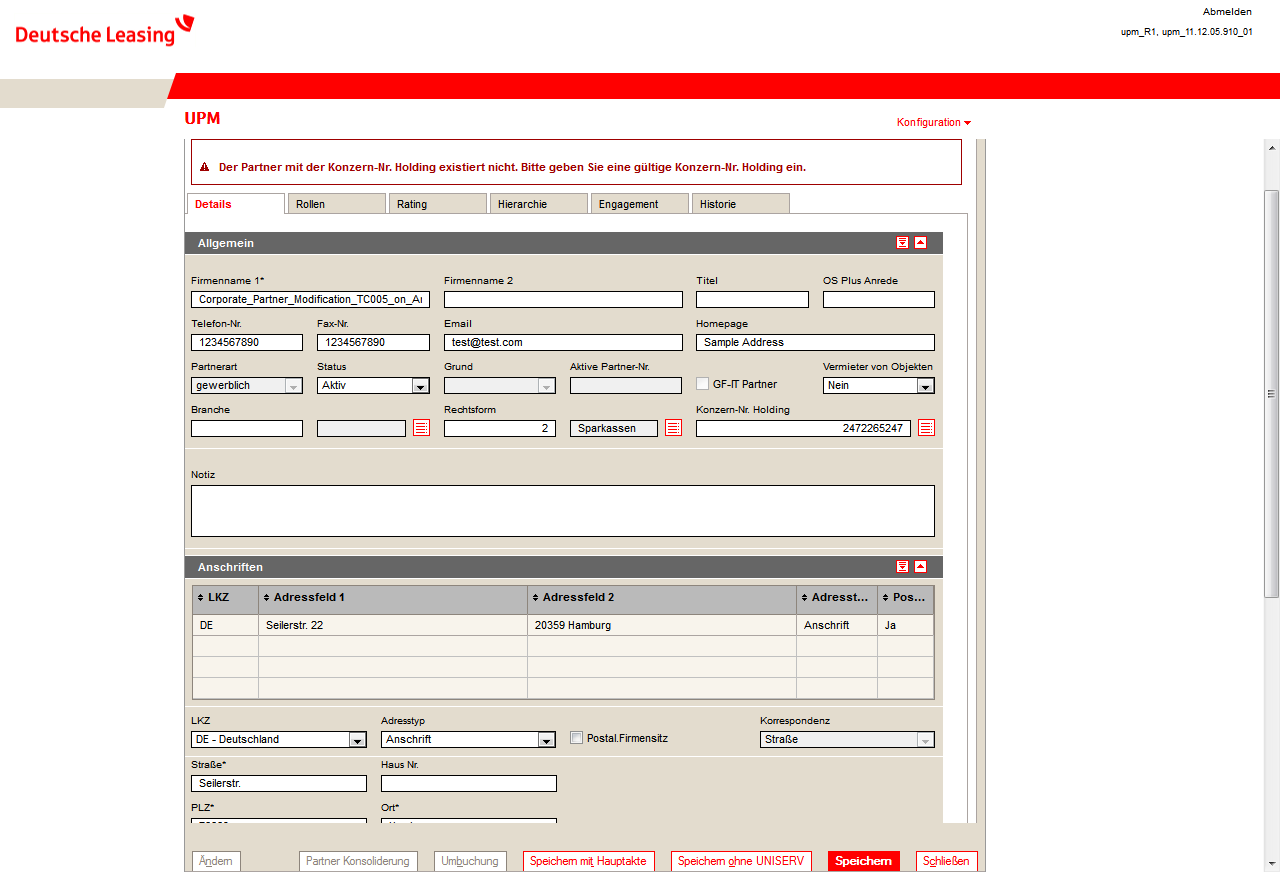 Deutsche Leasing
Abmelden
upm_R1, upm_11.12.05.910_01
UPM
Konfiguration
Der Partner mit der Konzern-Nr. Holding existiert nicht. Bitte geben Sie eine gültige Konzern-Nr. Holding ein.
Details Rollen Rating Hierarchie Engagement Historie
Allgemein
Firmenname 1* Firmenname 2 Titel OS Plus Anrede
Corporate_Partner_Modification_TC005_on_Ar
Telefon-Nr. Fax-Nr. Email Homepage
1234567890 1234567890 test@test.com Sample Address
Partnerart Status Grund Aktive Partner-Nr. Vermieter von Objekten
gewerblich Aktiv GF-IT Partner Nein
Branche Rechtsform Konzern-Nr. Holding
2 Sparkassen 2472265247
Notiz
Anschriften
LKZ Adressfeld 1 Adressfeld 2 Adresst... Pos...
DE Seilerstr. 22 20359 Hamburg Anschrift Ja
LKZ Adresstyp Korrespondenz
DE - Deutschland Anschrift Postal.Firmensitz Straße
Straße* Haus Nr.
Seilerstr.
PLZ* Ort*
Ändern Partner Konsolidierung Umbuchung Speichern mit Hauptakte Speichern ohne UNISERV Speichern Schließen